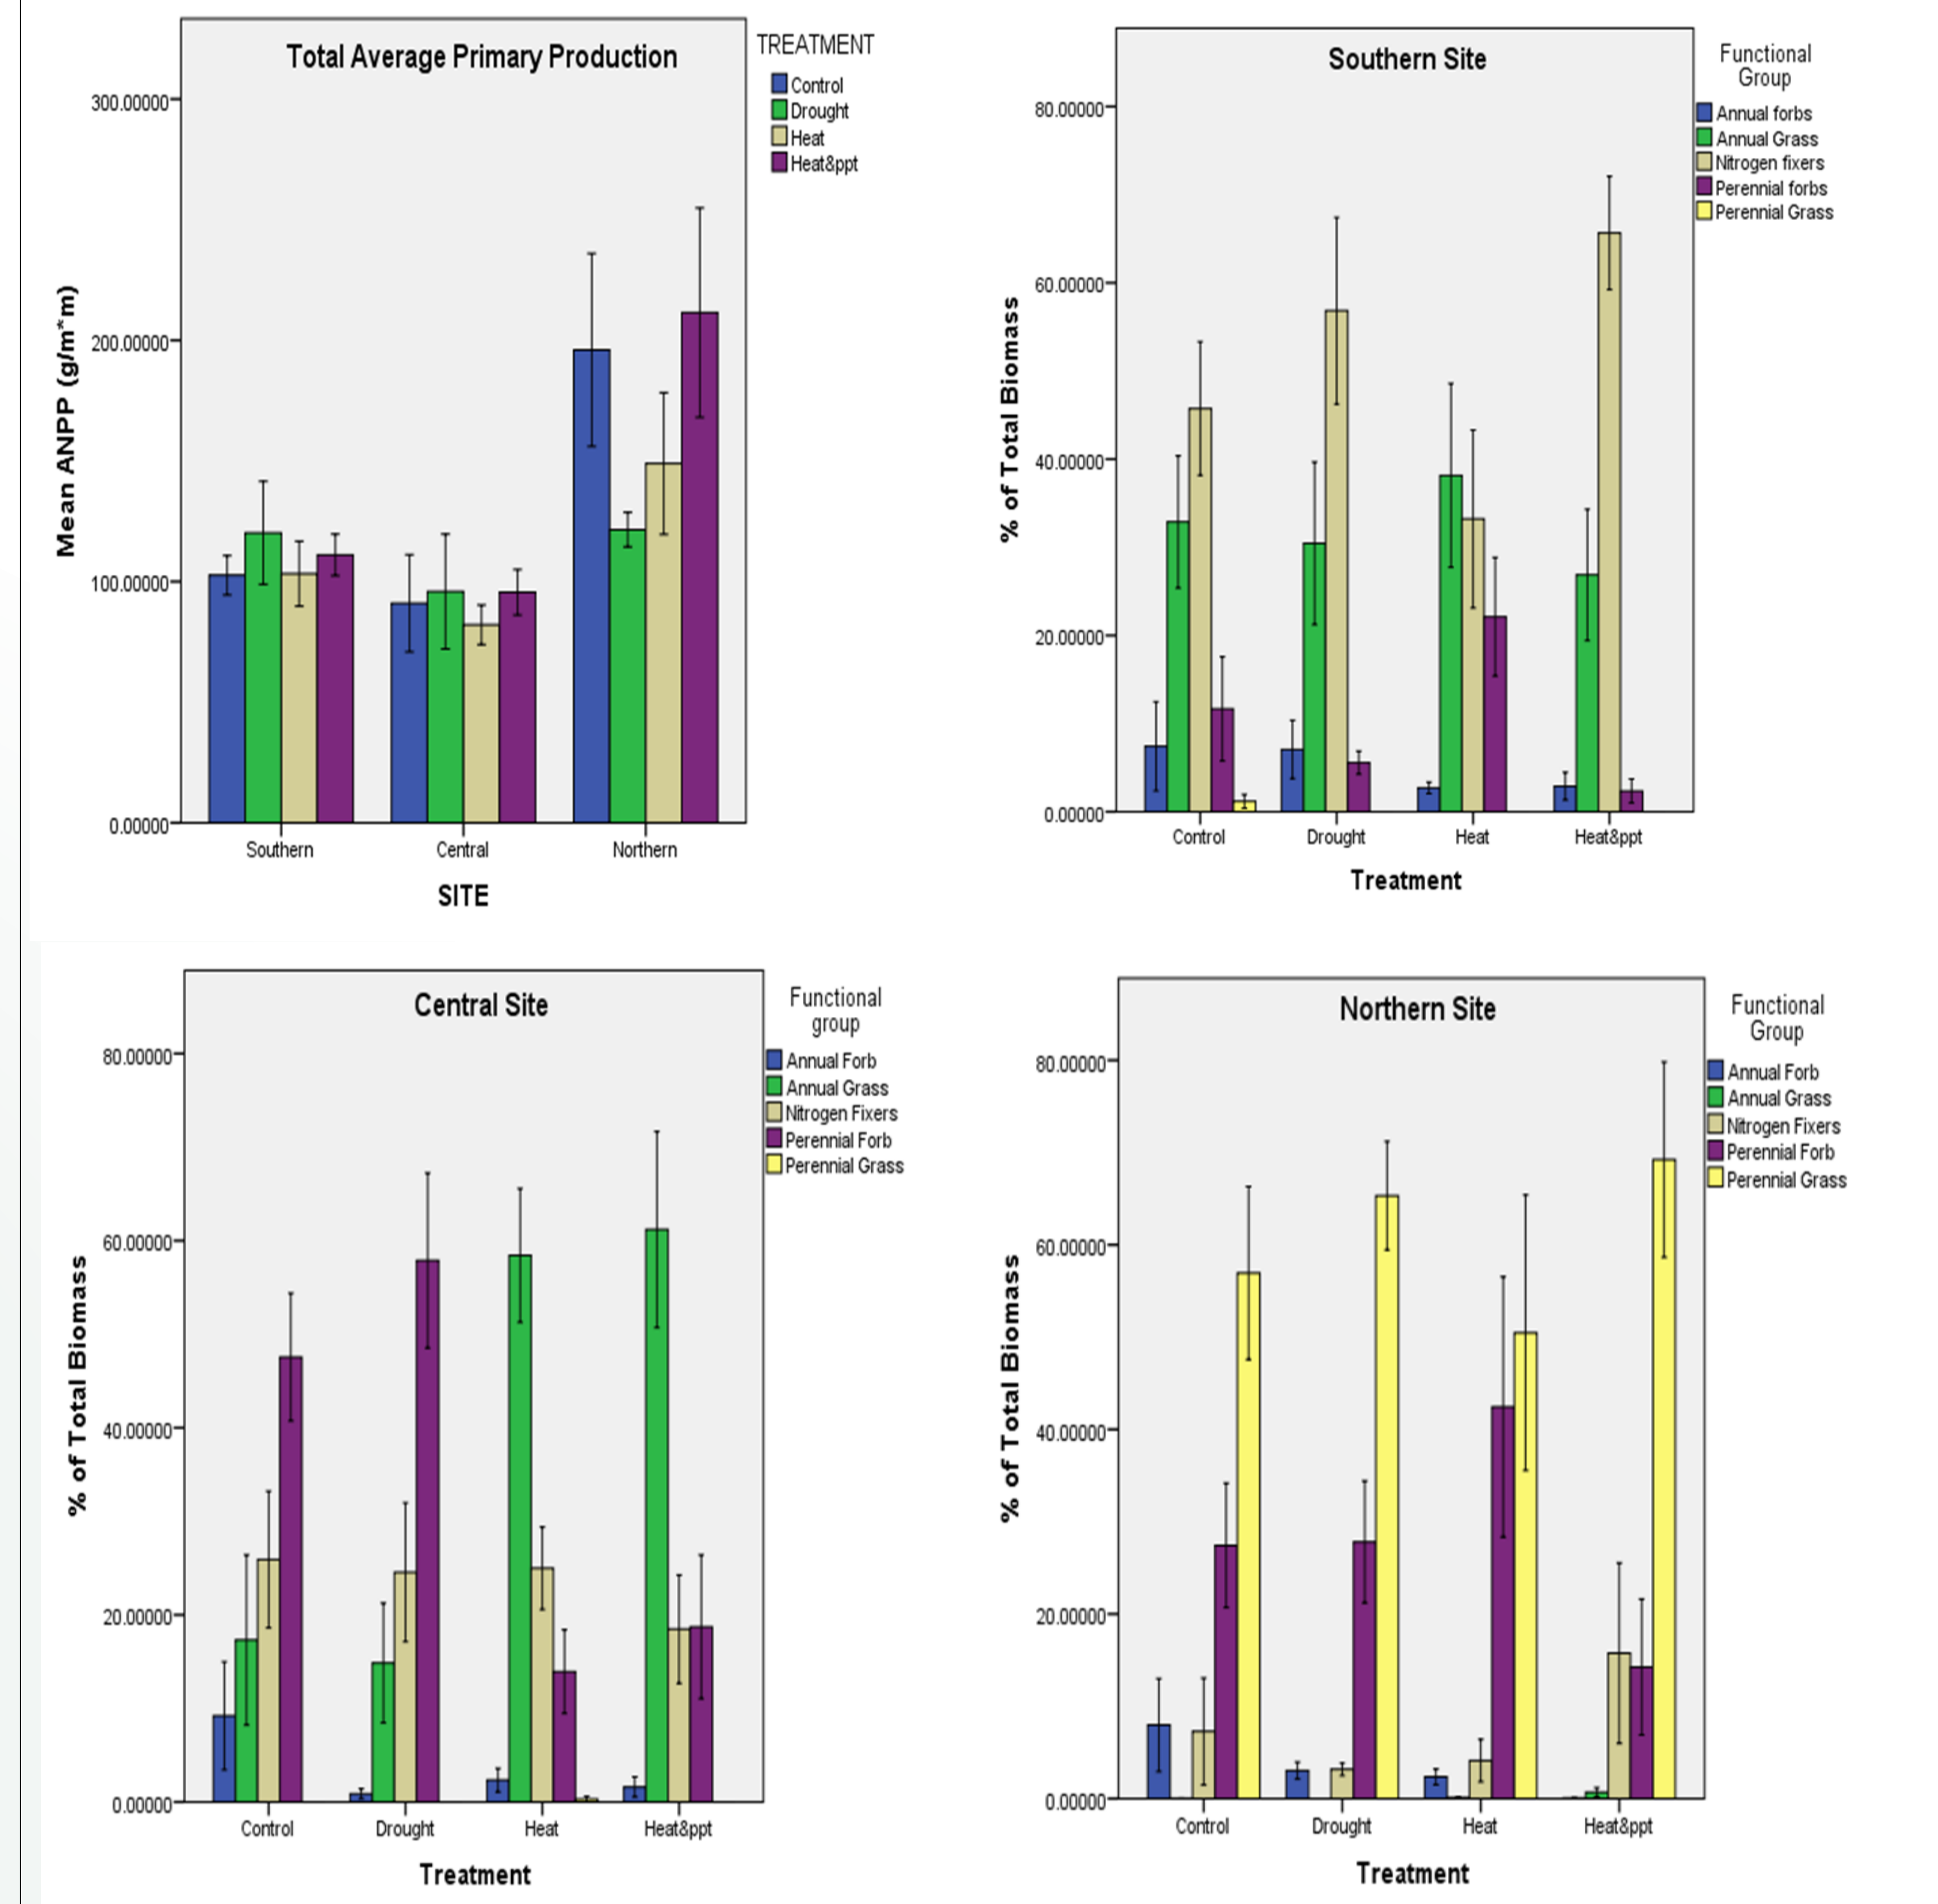 Total Average Primary Production
TREATMENT
Control
Drought
Heat
Heat&ppt
300.00000
200.00000
100.00000
0.00000
Mean ANPP (g/m*m)
Southern
Central
Northern
SITE
Southern Site
Functional
Group
Annual forbs
Annual Grass
Nitrogen fixers
Perennial forbs
Perennial Grass
80.00000
60.00000
40.00000
20.00000
0.00000
% of Total Biomass
Control
Drought
Heat
Heat&ppt
Treatment
Central Site
Functional
group
Annual Forb
Annual Grass
Nitrogen Fixers
Perennial Forb
Perennial Grass
80.00000
60.00000
40.00000
20.00000
0.00000
% of Total Biomass
Control
Drought
Heat
Heat&ppt
Treatment
Northern Site
Functional
Group
Annual Forb
Annual Grass
Nitrogen Fixers
Perennial Forb
Perennial Grass
80.00000
60.00000
40.00000
20.00000
0.00000
% of Total Biomass
Control
Drought
Heat
Heat&ppt
Treatment